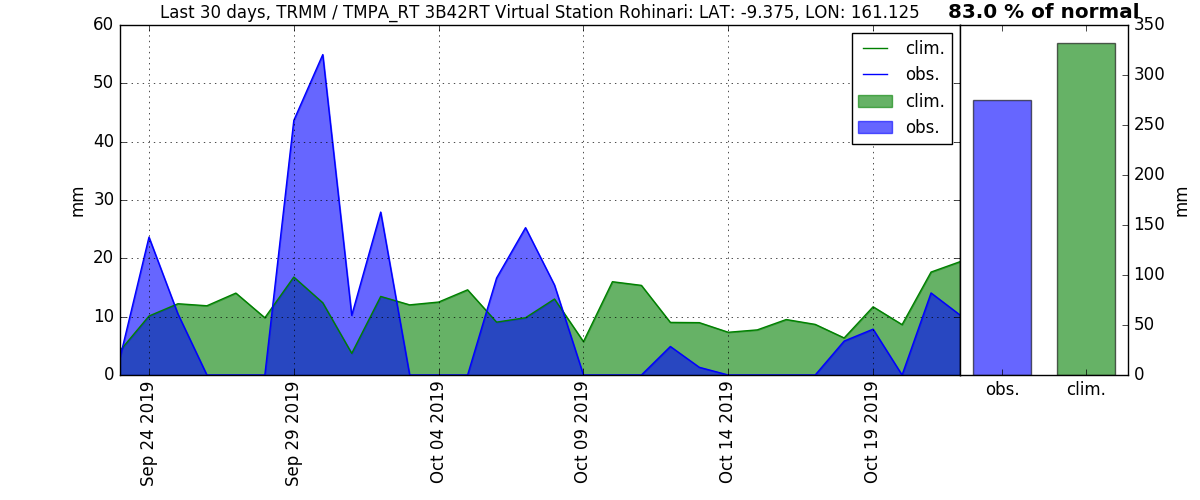 Last 30 days, TRMM / TMPA_RT 3B42RT Virtual Station Rohinari: LAT: -9.375, LON: 161.125
83.0 % of normal
60
50
40
30
20
10
0
mm
clim.
obs.
clim.
obs.
Sep 24 2019
Sep 29 2019
Oct 04 2019
Oct 09 2019
Oct 14 2019
Oct 19 2019
350
300
250
200
150
100
50
0
mm
obs.
clim.